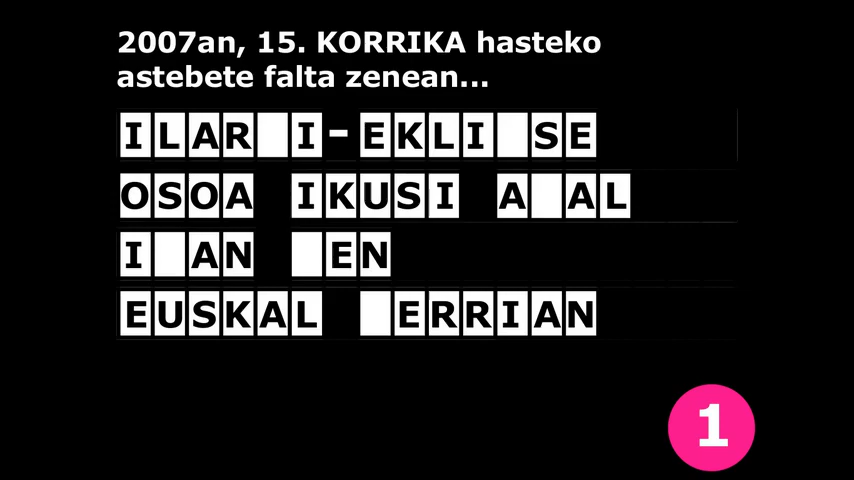 2007an, 15. KORRIKA hasteko
astebete falta zenean...
ILAR I-EKLI SE
OSOA IKUSI A AL
I AN  EN
EUSKAL  ERRIAN
1